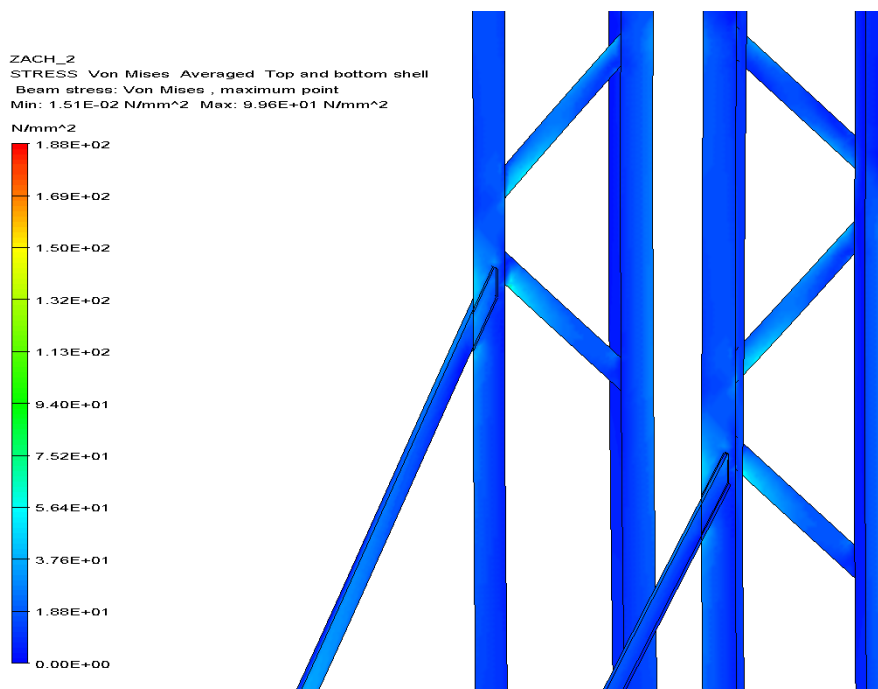 ZACH_2
STRESS Von Mises Averaged Top and bottom shell
Beam stress: Von Mises , maximum point
Min: 1.51E-02 N/mm^2 Max: 9.96E+01 N/mm^2
N/mm^2
1.88E+02
1.69E+02
1.50E+02
1.32E+02
1.13E+02
9.40E+01
7.52E+01
5.64E+01
3.76E+01
1.88E+01
0.00E+00